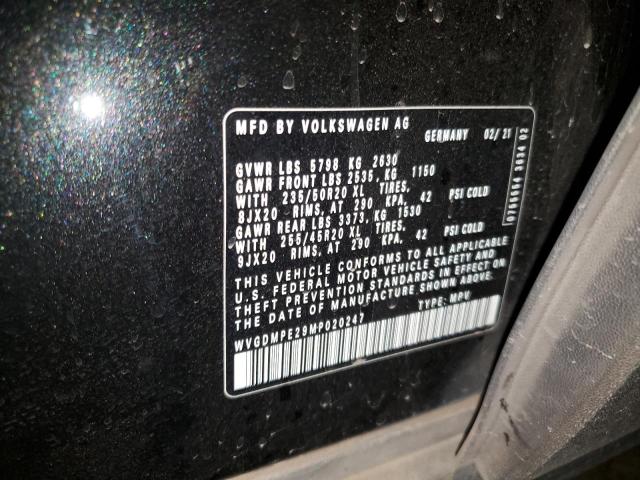 MFD BY VOLKSWAGEN AG
GERMANY 02/21
GVWR LBS 5798 KG 2630
GAWR FRONT LBS 2535, KG 1150
WITH 235/50R20 XL TIRES,
8JX20 RIMS, AT 290 KPA, 42 PSI COLD
GAWR REAR LBS 3373, KG 1530
WITH 255/45R20 XL TIRES,
9JX20 RIMS, AT 290 KPA, 42 PSI COLD
THIS VEHICLE CONFORMS TO ALL APPLICABLE
U.S. FEDERAL MOTOR VEHICLE SAFETY AND
THEFT PREVENTION STANDARDS IN EFFECT ON
THE DATE OF MANUFACTURE SHOWN ABOVE.
WVGDMPE29MP020247 TYPE: MPV